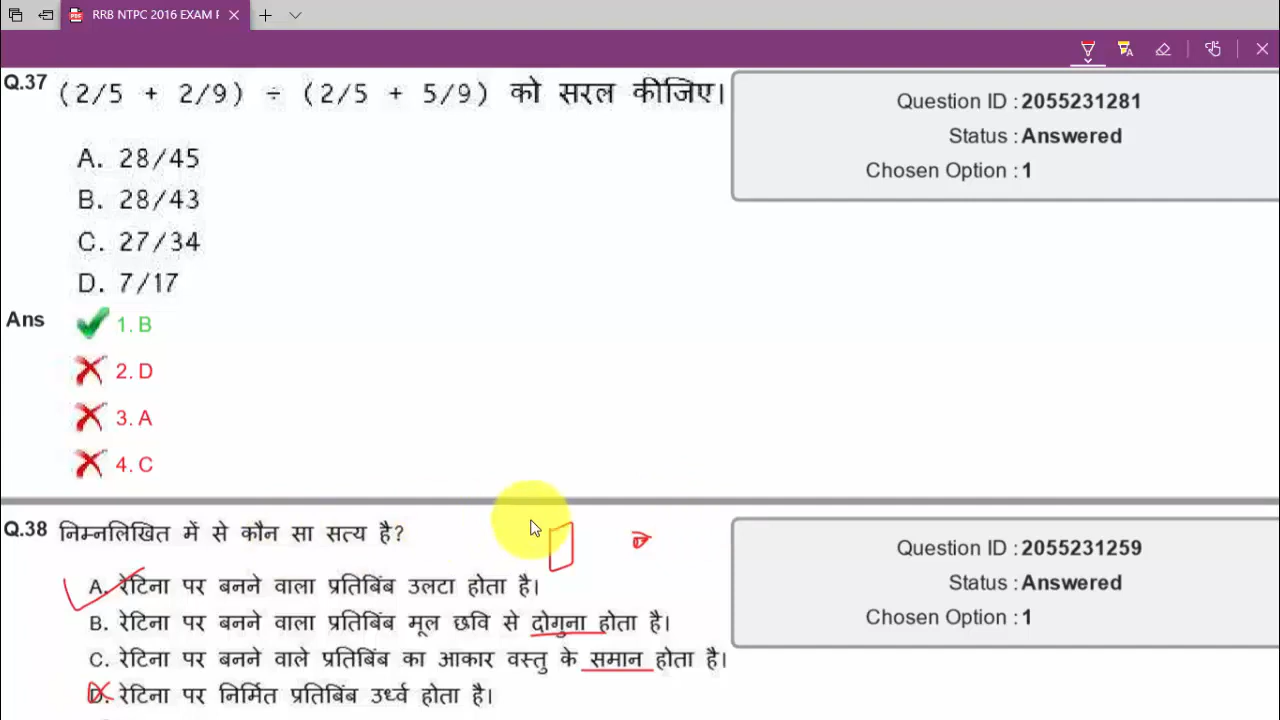 RRB NTPC 2016 EXAM F
Q.37 (2/5 + 2/9) ÷ (2/5 + 5/9) को सरल कीजिए।
A. 28/45
B. 28/43
C. 27/34
D. 7/17
Ans
1. B
2. D
3. A
4. C
Question ID : 2055231281
Status : Answered
Chosen Option : 1
Q.38 निम्नलिखित में से कौन सा सत्य है?
A. रेटिना पर बनने वाला प्रतिबिंब उलटा होता है।
B. रेटिना पर बनने वाला प्रतिबिंब मूल छवि से दोगुना होता है।
C. रेटिना पर बनने वाले प्रतिबिंब का आकार वस्तु के समान होता है।
D. रेटिना पर निर्मित प्रतिबिंब उर्ध्व होता है।
Question ID : 2055231259
Status : Answered
Chosen Option : 1